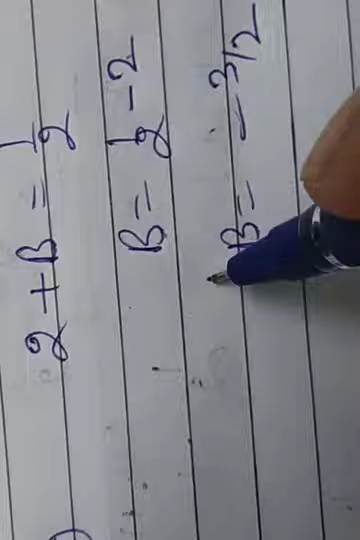 2 + B = 1/2
B = 1/2 - 2
B = - 3/2